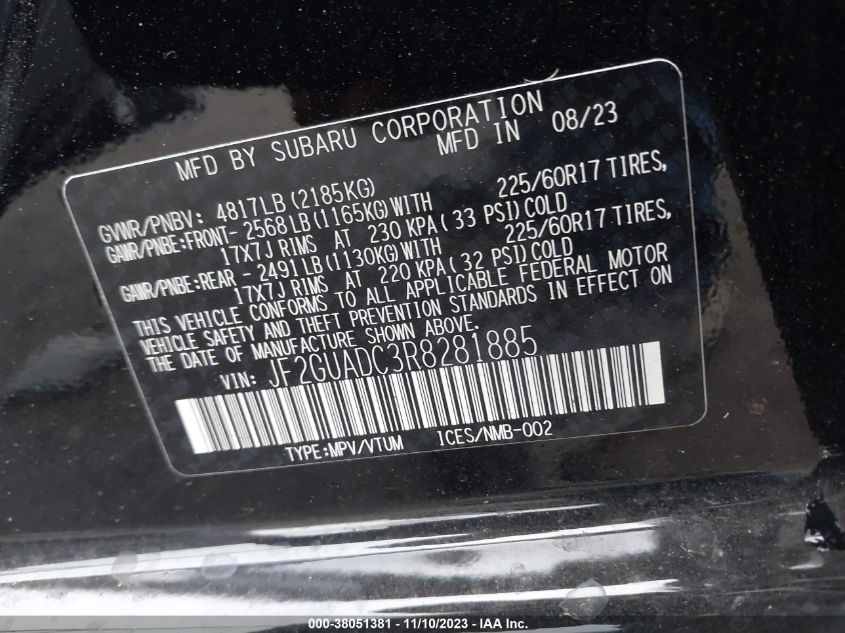 MFD BY SUBARU CORPORATION
MFD IN 08/23
GVWR/PNBV: 4817LB(2185KG)
GAWR/PNBE:FRONT- 2568LB(1165KG)WITH 225/60R17 TIRES,
17X7J RIMS AT 230 KPA(33 PSI)COLD
GAWR/PNBE:REAR - 2491LB(1130KG)WITH 225/60R17 TIRES,
17X7J RIMS AT 220 KPA(32 PSI)COLD
THIS VEHICLE CONFORMS TO ALL APPLICABLE FEDERAL MOTOR
VEHICLE SAFETY AND THEFT PREVENTION STANDARDS IN EFFECT ON
THE DATE OF MANUFACTURE SHOWN ABOVE.
VIN: JF2GUADC3R8281885
TYPE:MPV/VTUM ICES/NMB-002
000-38051381 - 11/10/2023 - IAA Inc.